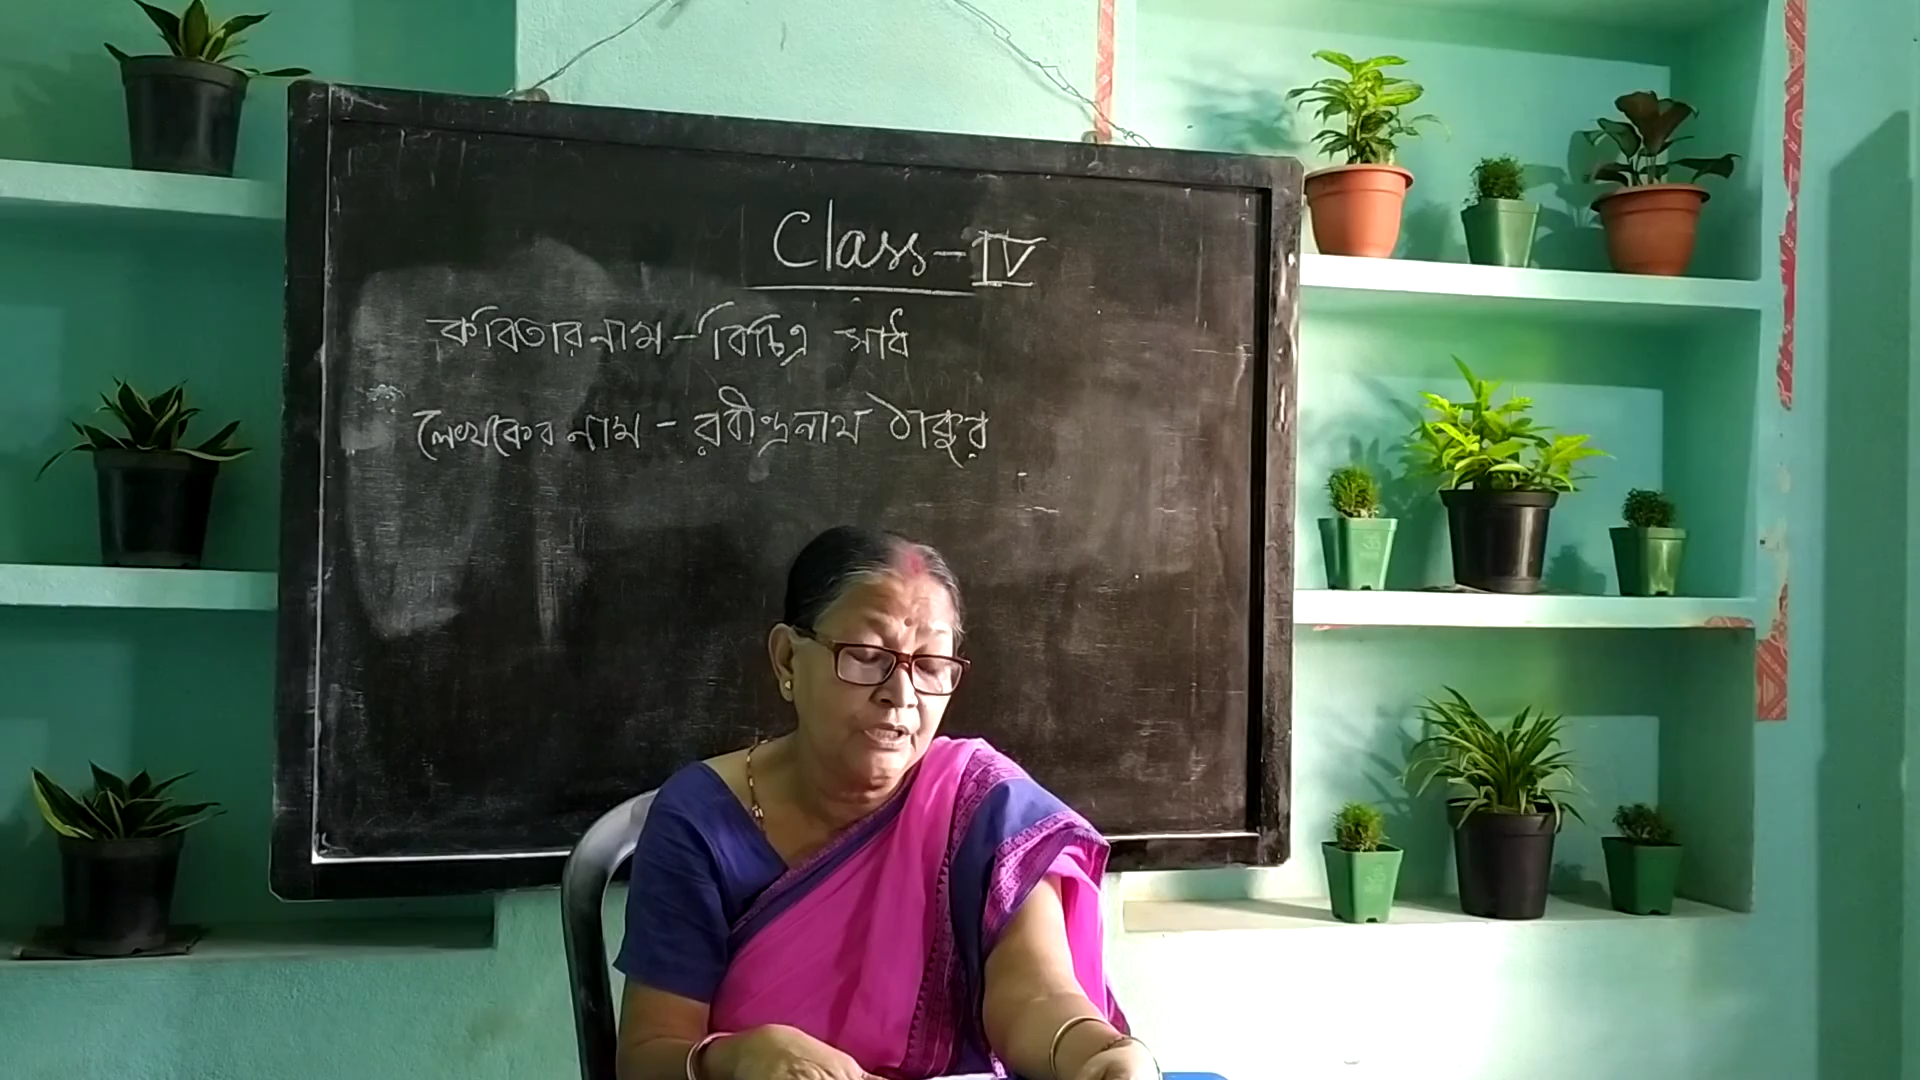 Class-IV
কবিতার নাম - বিচিত্র সাধ
লেখকের নাম - রবীন্দ্রনাথ ঠাকুর